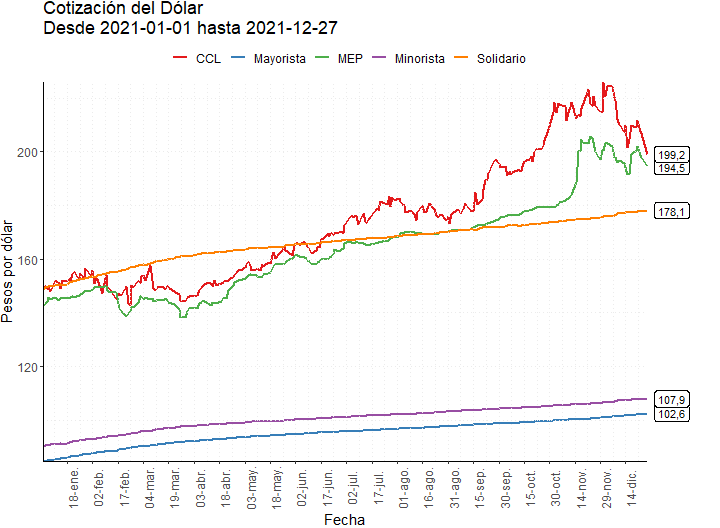 Cotización del Dólar
Desde 2021-01-01 hasta 2021-12-27
CCL Mayorista MEP Minorista Solidario
Pesos por dólar
200
160
120
199,2
194,5
178,1
107,9
102,6
18-ene.
02-feb.
17-feb.
04-mar.
19-mar.
03-abr.
18-abr.
03-may.
18-may.
02-jun.
17-jun.
02-jul.
17-jul.
01-ago.
16-ago.
31-ago.
15-sep.
30-sep.
15-oct.
30-oct.
14-nov.
29-nov.
14-dic.
Fecha